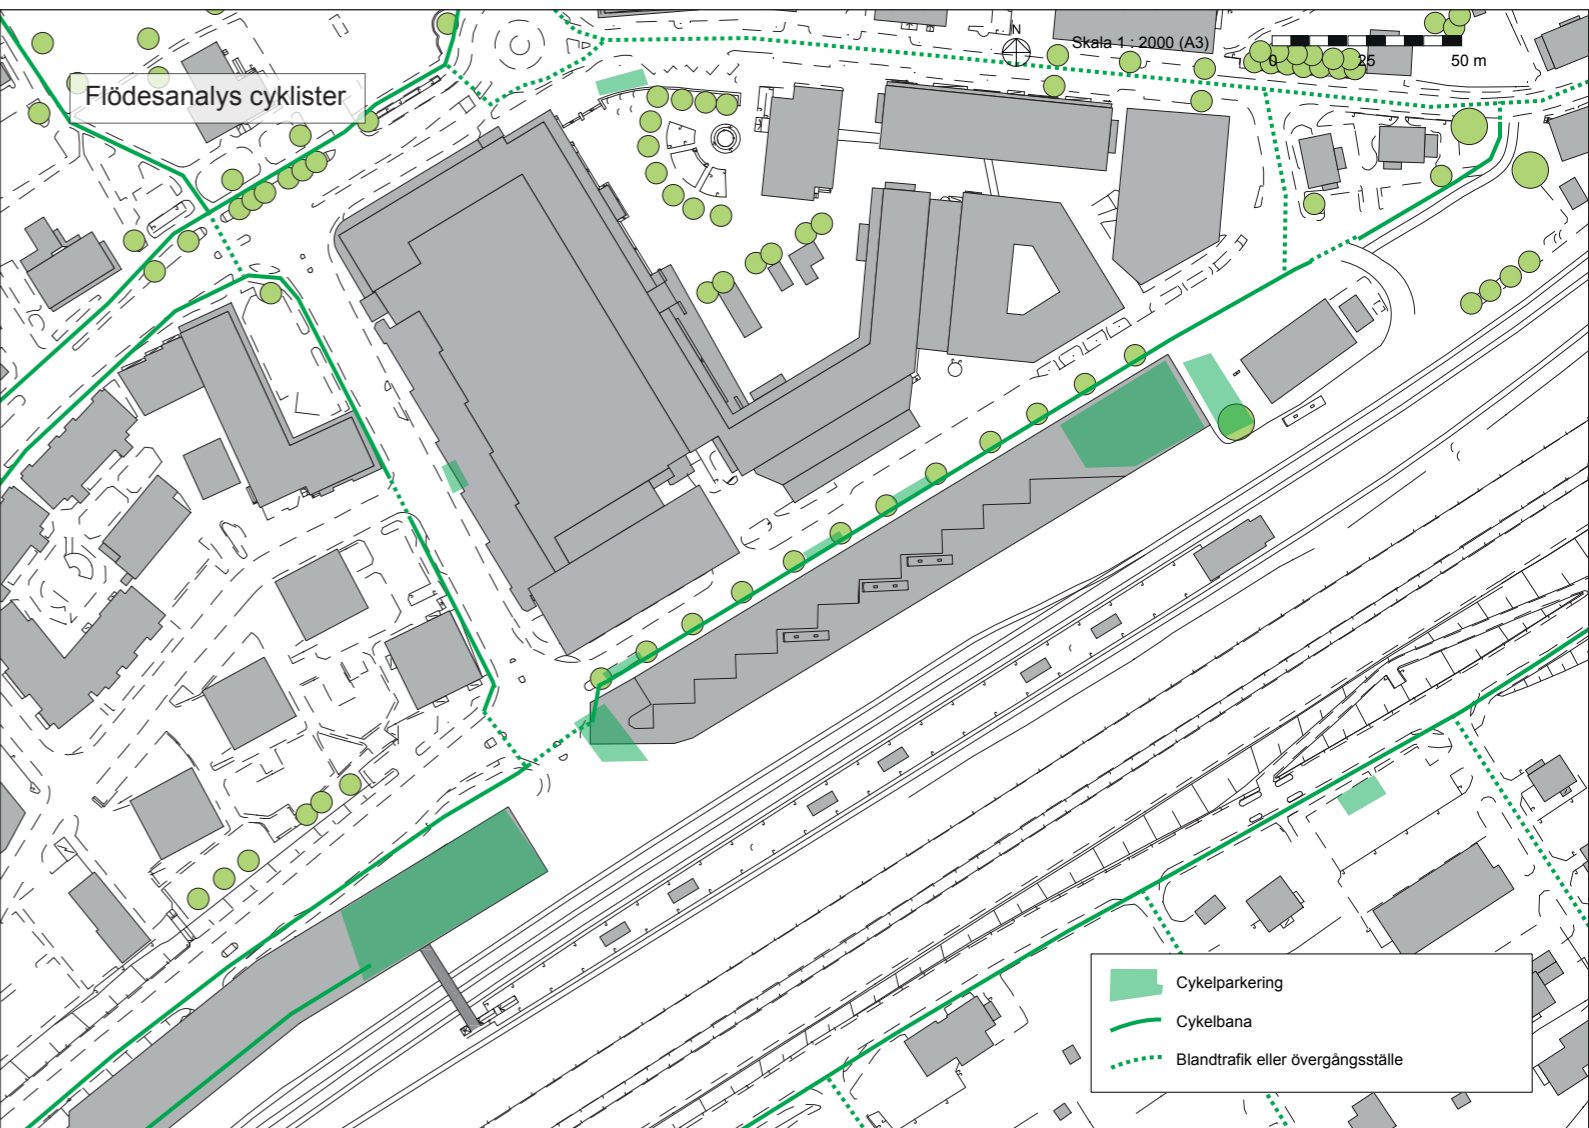 N
Skala 1 : 2000 (A3)
0 25 50 m
Flödesanalys cyklister
Cykelparkering
Cykelbana
Blandtrafik eller övergångsställe